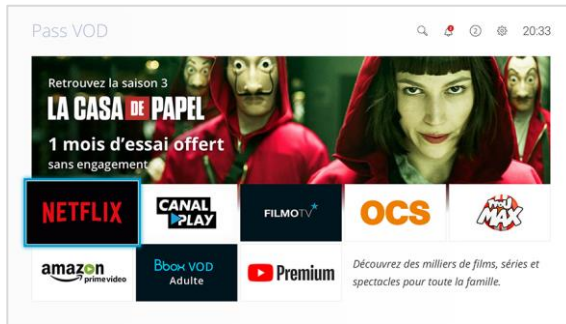 Pass VOD
2
20:33
Retrouvez la saison 3
LA CASA DE PAPEL
1 mois d'essai offert
sans engagement
NETFLIX
CANAL
PLAY
FILMOTV
OCS
TFOU
MAX
amazon
prime video
Bbox VOD
Adulte
Premium
Découvrez des milliers de films, séries et
spectacles pour toute la famille.